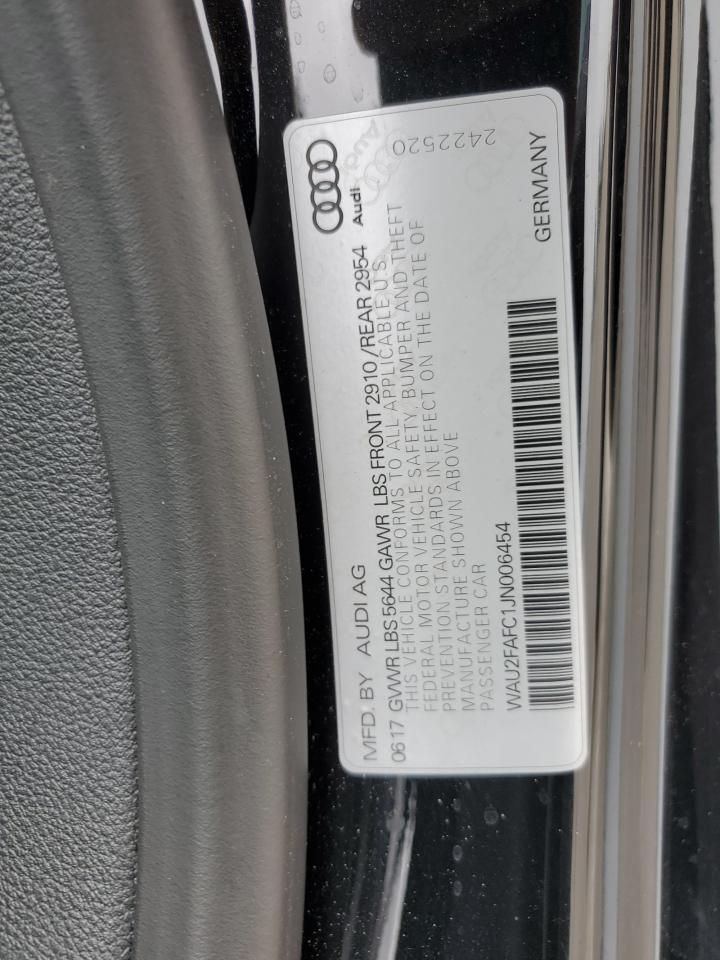 MFD. BY AUDI AG
0617 GVWR LBS 5644 GAWR LBS FRONT 2910 / REAR 2954
THIS VEHICLE CONFORMS TO ALL APPLICABLE U.S.
FEDERAL MOTOR VEHICLE SAFETY, BUMPER AND THEFT
PREVENTION STANDARDS IN EFFECT ON THE DATE OF
MANUFACTURE SHOWN ABOVE
PASSENGER CAR
WAU2FAFC1JN006454
Audi
2422520
GERMANY
Audi